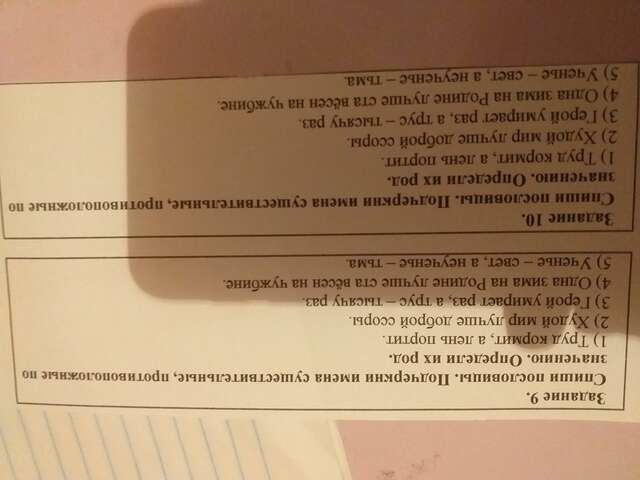 Задание 9.
Спиши пословицы. Подчеркни имена существительные, противоположные по
значению. Определи их род.
1) Труд кормит, а лень портит.
2) Худой мир лучше доброй ссоры.
3) Герой умирает раз, а трус – тысячу раз.
4) Одна зима на Родине лучше ста вёсен на чужбине.
5) Ученье – свет, а неученье – тьма.
Задание 10.
Спиши пословицы. Подчеркни имена существительные, противоположные по
значению. Определи их род.
1) Труд кормит, а лень портит.
2) Худой мир лучше доброй ссоры.
3) Герой умирает раз, а трус – тысячу раз.
4) Одна зима на Родине лучше ста вёсен на чужбине.
5) Ученье – свет, а неученье – тьма.